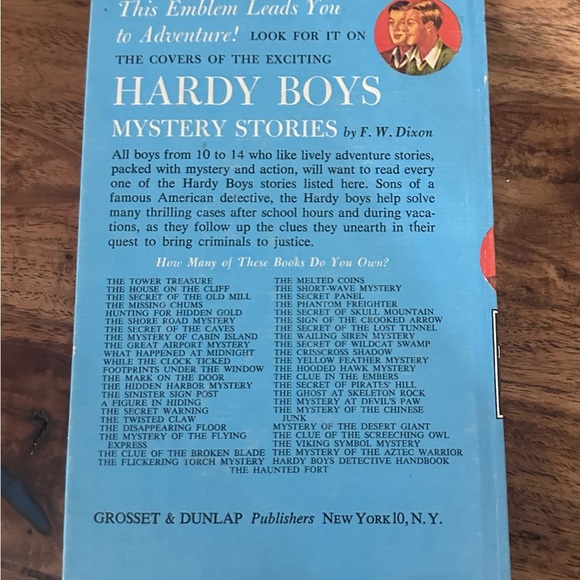 This Emblem Leads You
to Adventure! LOOK FOR IT ON
THE COVERS OF THE EXCITING
HARDY BOYS
MYSTERY STORIES by F. W. Dixon
All boys from 10 to 14 who like lively adventure stories,
packed with mystery and action, will want to read every
one of the Hardy Boys stories listed here. Sons of a
famous American detective, the Hardy boys help solve
many thrilling cases after school hours and during vaca-
tions, as they follow up the clues they unearth in their
quest to bring criminals to justice.
How Many of These Books Do You Own?
THE TOWER TREASURE
THE HOUSE ON THE CLIFF
THE SECRET OF THE OLD MILL
THE MISSING CHUMS
HUNTING FOR HIDDEN GOLD
THE SHORE ROAD MYSTERY
THE SECRET OF THE CAVES
THE MYSTERY OF CABIN ISLAND
THE GREAT AIRPORT MYSTERY
WHAT HAPPENED AT MIDNIGHT
WHILE THE CLOCK TICKED
FOOTPRINTS UNDER THE WINDOW
THE MARK ON THE DOOR
THE HIDDEN HARBOR MYSTERY
THE SINISTER SIGN POST
A FIGURE IN HIDING
THE SECRET WARNING
THE TWISTED CLAW
THE DISAPPEARING FLOOR
THE MYSTERY OF THE FLYING
EXPRESS
THE CLUE OF THE BROKEN BLADE
THE FLICKERING TORCH MYSTERY
THE MELTED COINS
THE SHORT-WAVE MYSTERY
THE SECRET PANEL
THE PHANTOM FREIGHTER
THE SECRET OF SKULL MOUNTAIN
THE SIGN OF THE CROOKED ARROW
THE SECRET OF THE LOST TUNNEL
THE WAILING SIREN MYSTERY
THE SECRET OF WILDCAT SWAMP
THE CRISSCROSS SHADOW
THE YELLOW FEATHER MYSTERY
THE HOODED HAWK MYSTERY
THE CLUE IN THE EMBERS
THE SECRET OF PIRATES' HILL
THE GHOST AT SKELETON ROCK
THE MYSTERY AT DEVIL'S PAW
THE MYSTERY OF THE CHINESE
JUNK
MYSTERY OF THE DESERT GIANT
THE CLUE OF THE SCREECHING OWL
THE VIKING SYMBOL MYSTERY
THE MYSTERY OF THE AZTEC WARRIOR
HARDY BOYS DETECTIVE HANDBOOK
THE HAUNTED FORT
GROSSET & DUNLAP Publishers NEW YORK 10, N. Y.